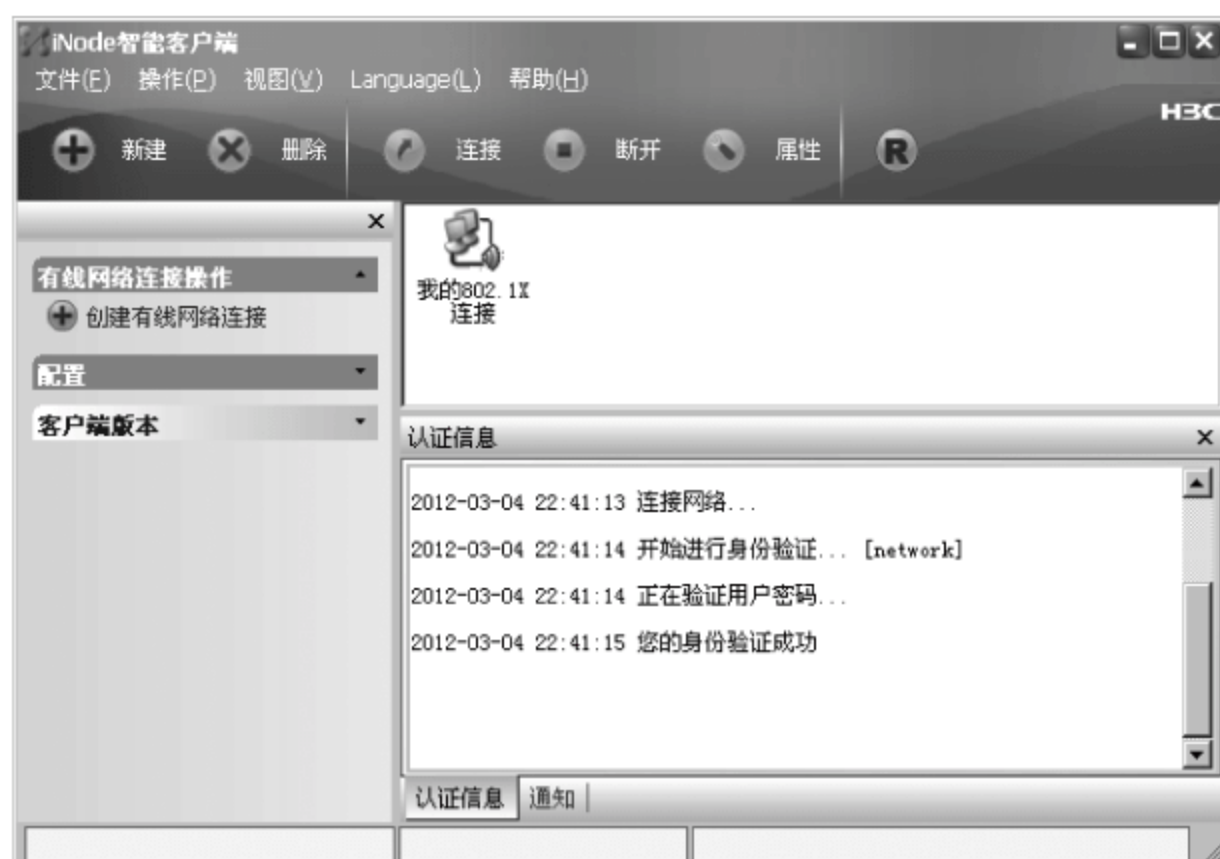 iNode智能客户端
文件(F) 操作(P) 视图(V) Language(L) 帮助(H)
H3C
新建 删除 连接 断开 属性 R
有线网络连接操作
创建有线网络连接
配置
客户端版本
我的802.1X
连接
认证信息
2012-03-04 22:41:13 连接网络...
2012-03-04 22:41:14 开始进行身份验证... [network]
2012-03-04 22:41:14 正在验证用户密码...
2012-03-04 22:41:15 您的身份验证成功
认证信息 通知